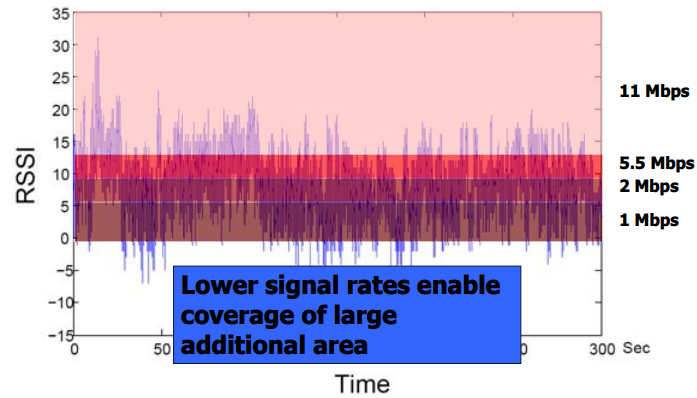 35
30
25
20
15
10
5
0
−5
−10
−15
RSSI
11 Mbps
5.5 Mbps
2 Mbps
1 Mbps
Lower signal rates enable
coverage of large
additional area
0 50 0 300 Sec
Time